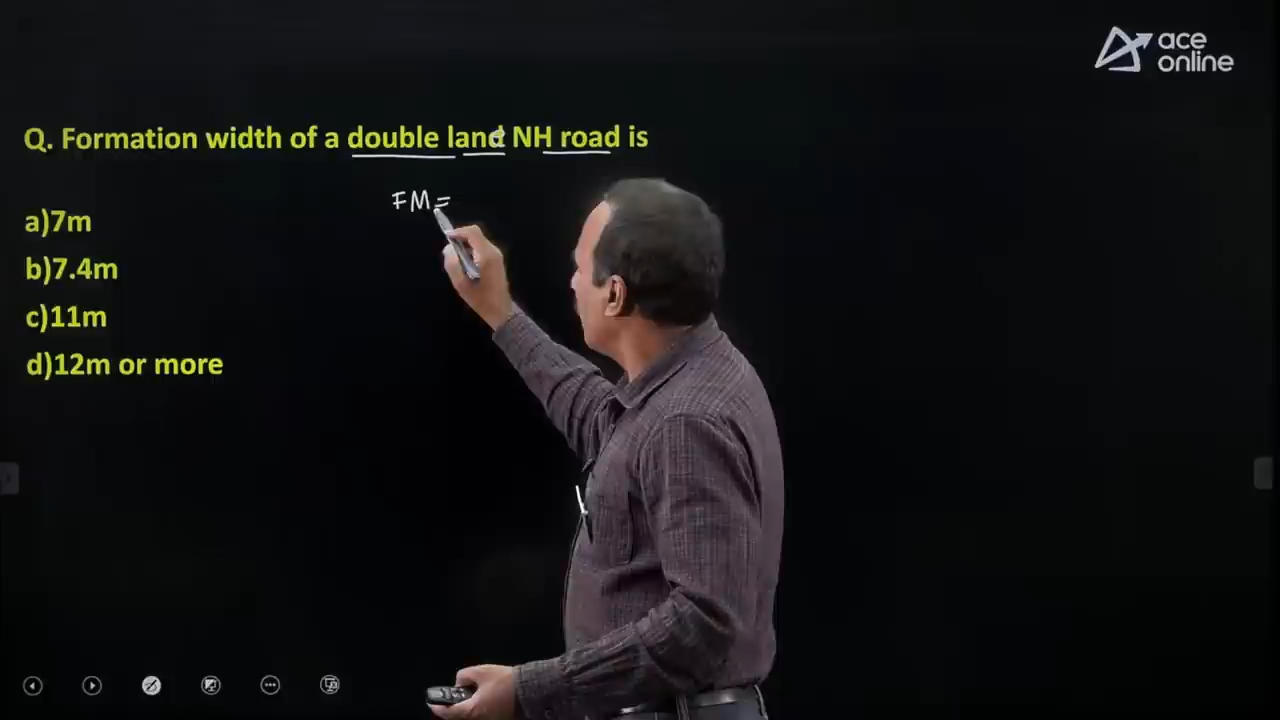 ace
online
Q. Formation width of a double land NH road is
FM=
a)7m
b)7.4m
c)11m
d)12m or more